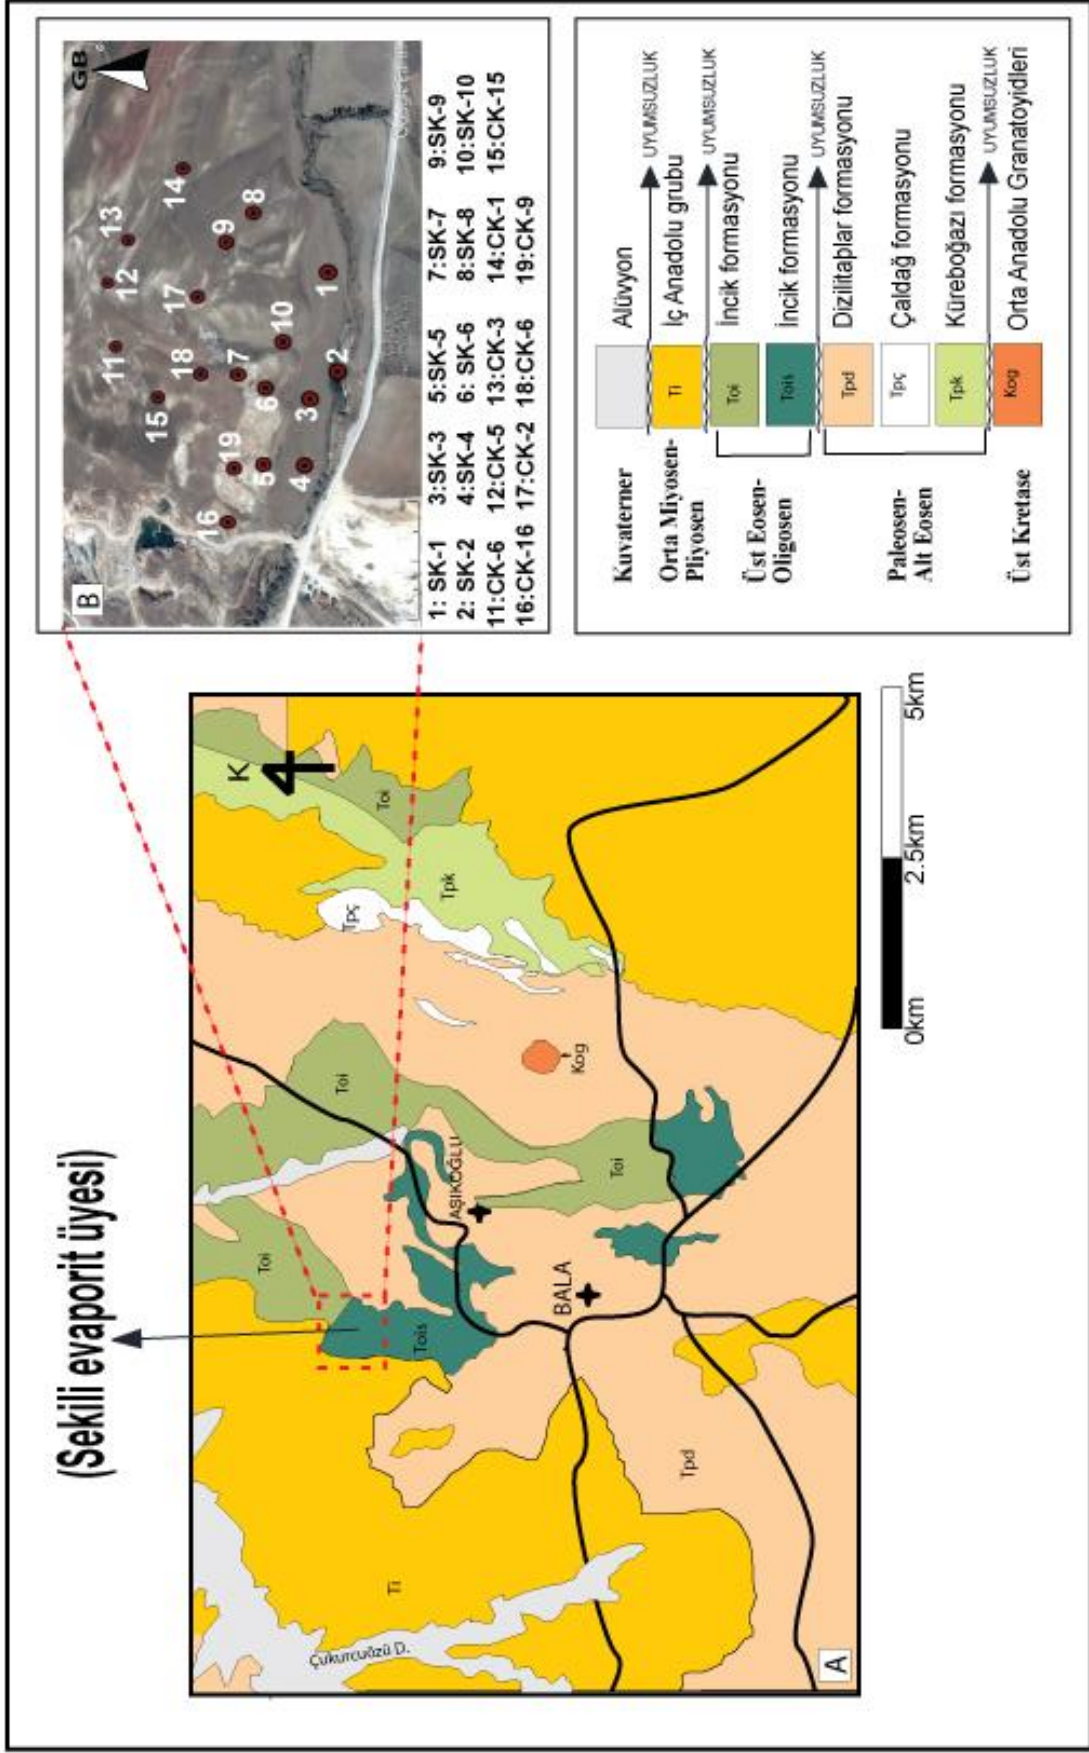 (Sekili evaporit üyesi)
A
Çukurcuözü D.
Ti
Tpd
Toi
Tois
BALA
AŞIKOĞLU
Toi
Toi
Kog
Tpç
Tpk
Toi
K
4
0km 2.5km 5km
B
GB
1
2
3
4
5
6
17
8
9
10
11
12
13
14
15
16
17
18
19
1: SK-1 3:SK-3 5:SK-5 7:SK-7 9:SK-9
2: SK-2 4:SK-4 6: SK-6 8:SK-8 10:SK-10
11:CK-6 12:CK-5 13:CK-3 14:CK-1 15:CK-15
16:CK-16 17:CK-2 18:CK-6 19:CK-9
Kuvaterner Alüvyon
UYUMSUZLUK
Orta Miyosen-
Pliyosen Ti İç Anadolu grubu
UYUMSUZLUK
Üst Eosen-
Oligosen Toi İncik formasyonu
Tois İncik formasyonu
UYUMSUZLUK
Tpd Dizilitaşlar formasyonu
Paleosen-
Alt Eosen Tpç Çaldağ formasyonu
Tpk Küreboğazı formasyonu
UYUMSUZLUK
Üst Kretase Kog Orta Anadolu Granatoyidleri